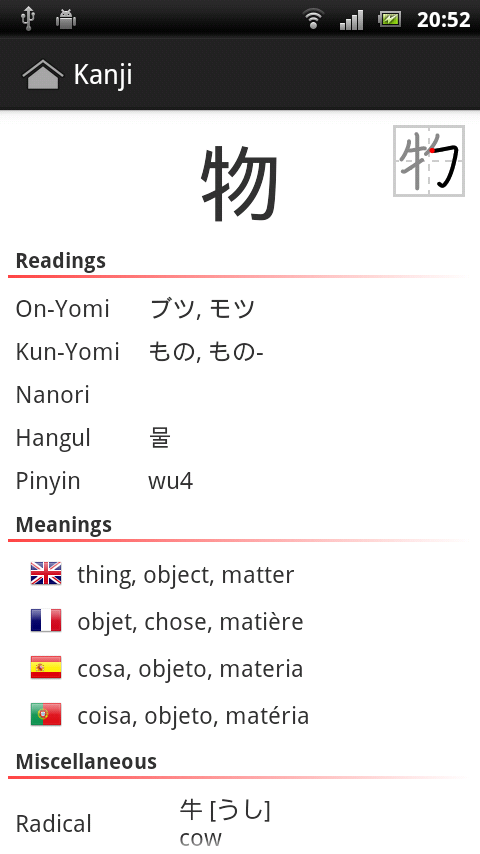 20:52
Kanji
物
Readings
On-Yomi ブツ, モツ
Kun-Yomi もの, もの-
Nanori
Hangul 물
Pinyin wu4
Meanings
thing, object, matter
objet, chose, matière
cosa, objeto, materia
coisa, objeto, matéria
Miscellaneous
Radical 牛 [うし]
cow